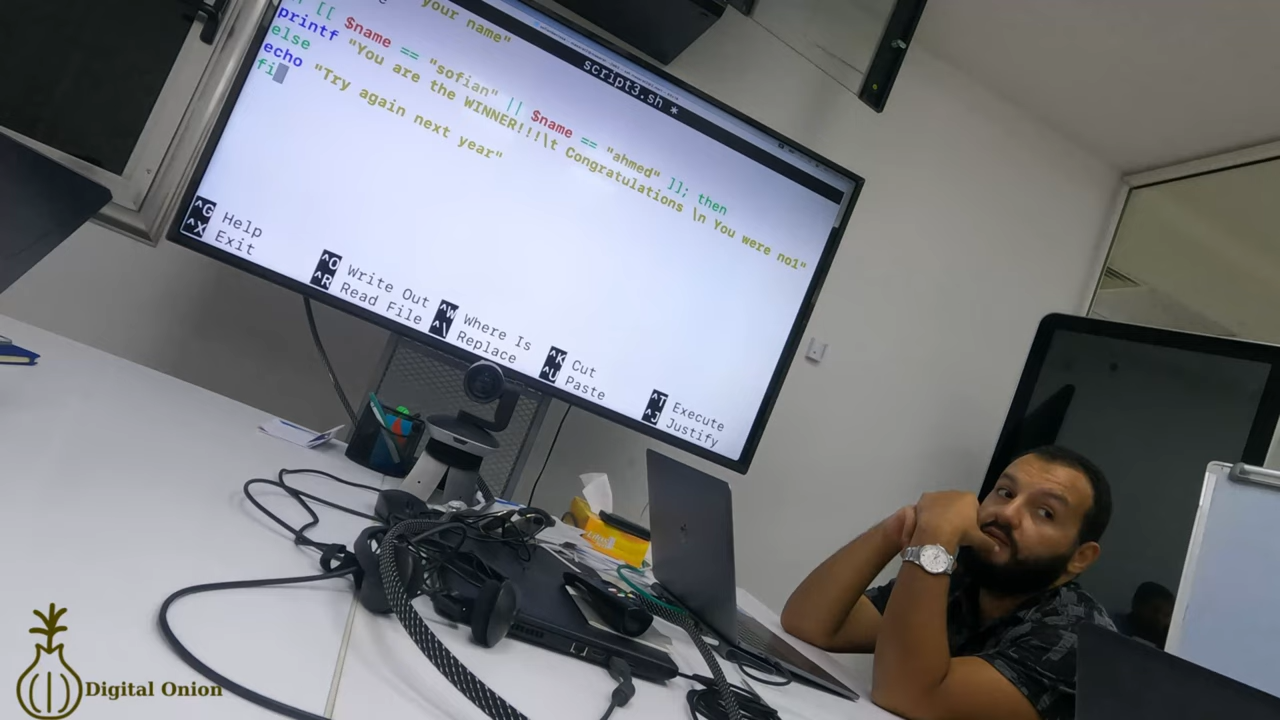 your name"
[[ $name == "sofian" || $name == "ahmed" ]]; then
printf "You are the WINNER!!!\t Congratulations \n You were no1"
else
echo "Try again next year"
fi
script3.sh *
^G Help
^X Exit
^O Write Out
^R Read File
^W Where Is
^\ Replace
^K Cut
^U Paste
^T Execute
^J Justify
Digital Onion